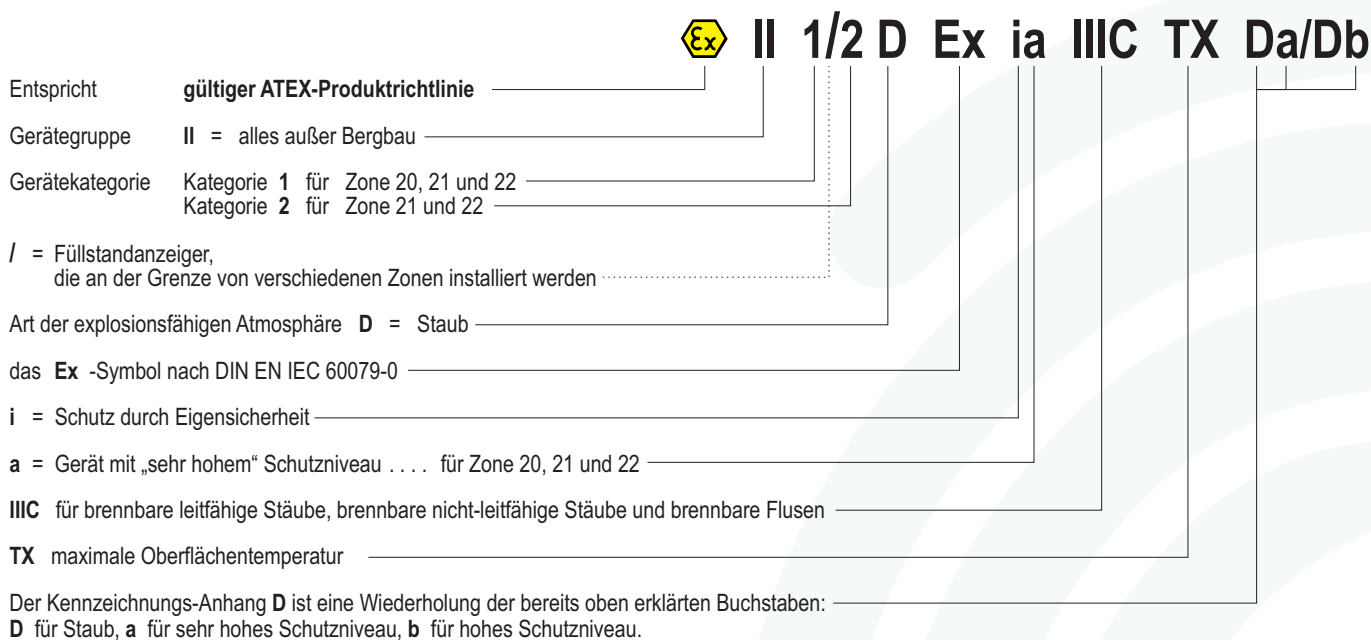 Ex II 1/2 D Ex ia IIIC TX Da/Db
Entspricht gültiger ATEX-Produktrichtlinie
Gerätegruppe II = alles außer Bergbau
Gerätekategorie Kategorie 1 für Zone 20, 21 und 22
Kategorie 2 für Zone 21 und 22
/ = Füllstandanzeiger,
die an der Grenze von verschiedenen Zonen installiert werden
Art der explosionsfähigen Atmosphäre D = Staub
das Ex -Symbol nach DIN EN IEC 60079-0
i = Schutz durch Eigensicherheit
a = Gerät mit „sehr hohem“ Schutzniveau . . . . für Zone 20, 21 und 22
IIIC für brennbare leitfähige Stäube, brennbare nicht-leitfähige Stäube und brennbare Flusen
TX maximale Oberflächentemperatur
Der Kennzeichnungs-Anhang D ist eine Wiederholung der bereits oben erklärten Buchstaben:
D für Staub, a für sehr hohes Schutzniveau, b für hohes Schutzniveau.